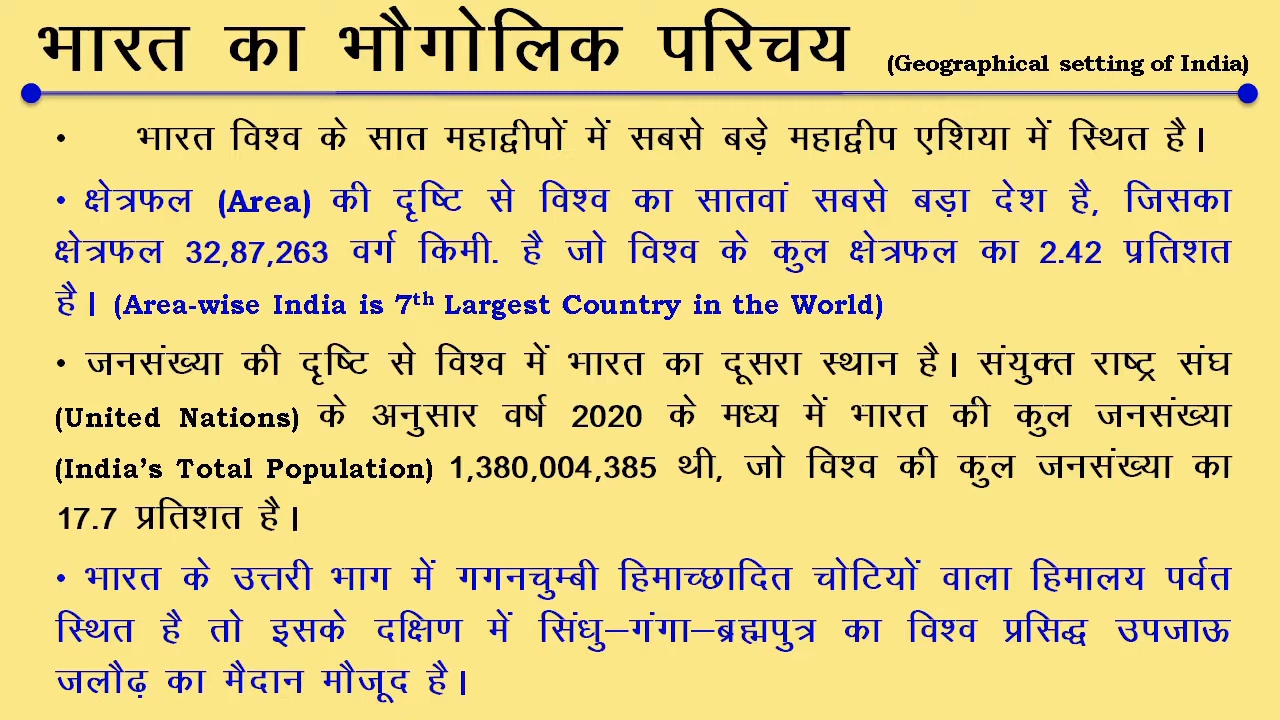 भारत का भौगोलिक परिचय (Geographical setting of India)
• भारत विश्व के सात महाद्वीपों में सबसे बड़े महाद्वीप एशिया में स्थित है।
• क्षेत्रफल (Area) की दृष्टि से विश्व का सातवां सबसे बड़ा देश है, जिसका
क्षेत्रफल 32,87,263 वर्ग किमी. है जो विश्व के कुल क्षेत्रफल का 2.42 प्रतिशत
है। (Area-wise India is 7th Largest Country in the World)
• जनसंख्या की दृष्टि से विश्व में भारत का दूसरा स्थान है। संयुक्त राष्ट्र संघ
(United Nations) के अनुसार वर्ष 2020 के मध्य में भारत की कुल जनसंख्या
(India’s Total Population) 1,380,004,385 थी, जो विश्व की कुल जनसंख्या का
17.7 प्रतिशत है।
• भारत के उत्तरी भाग में गगनचुम्बी हिमाच्छादित चोटियों वाला हिमालय पर्वत
स्थित है तो इसके दक्षिण में सिंधु–गंगा–ब्रह्मपुत्र का विश्व प्रसिद्ध उपजाऊ
जलौढ़ का मैदान मौजूद है।